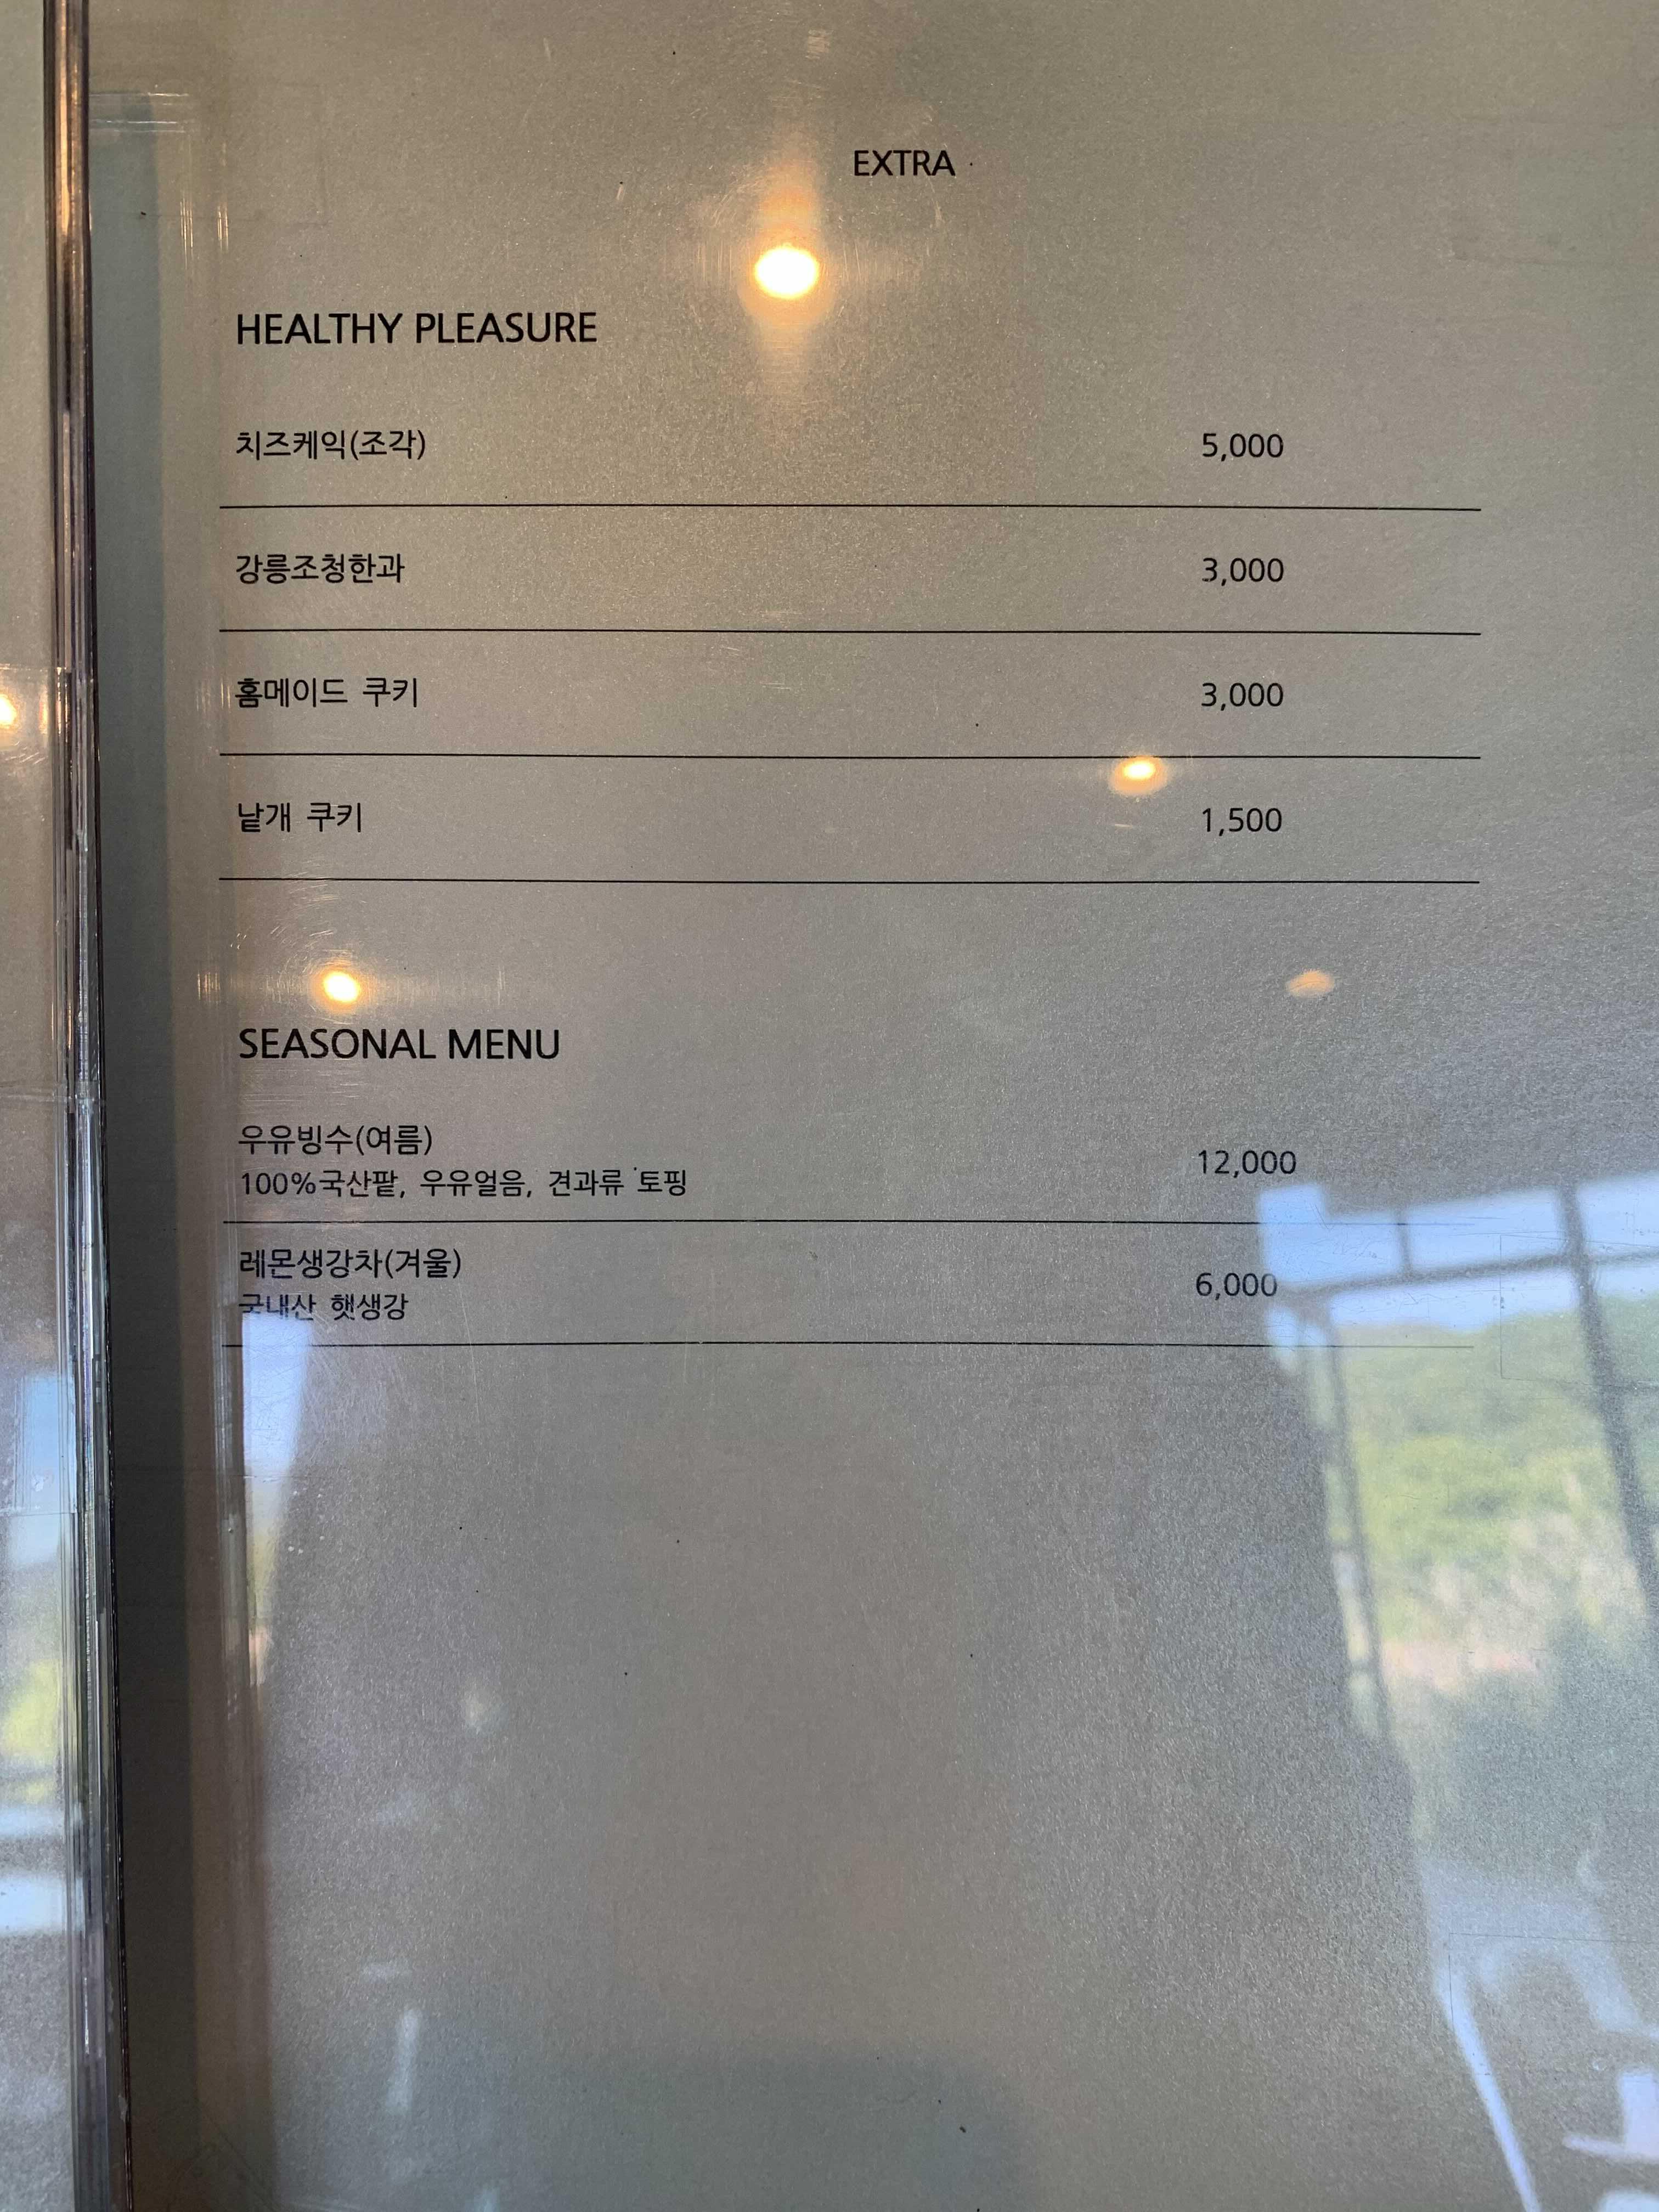 EXTRA
HEALTHY PLEASURE
치즈케익(조각) 5,000
강릉조청한과 3,000
홈메이드 쿠키 3,000
낱개 쿠키 1,500
SEASONAL MENU
우유빙수(여름)
100%국산팥, 우유얼음, 견과류 토핑 12,000
레몬생강차(겨울)
국내산 햇생강 6,000